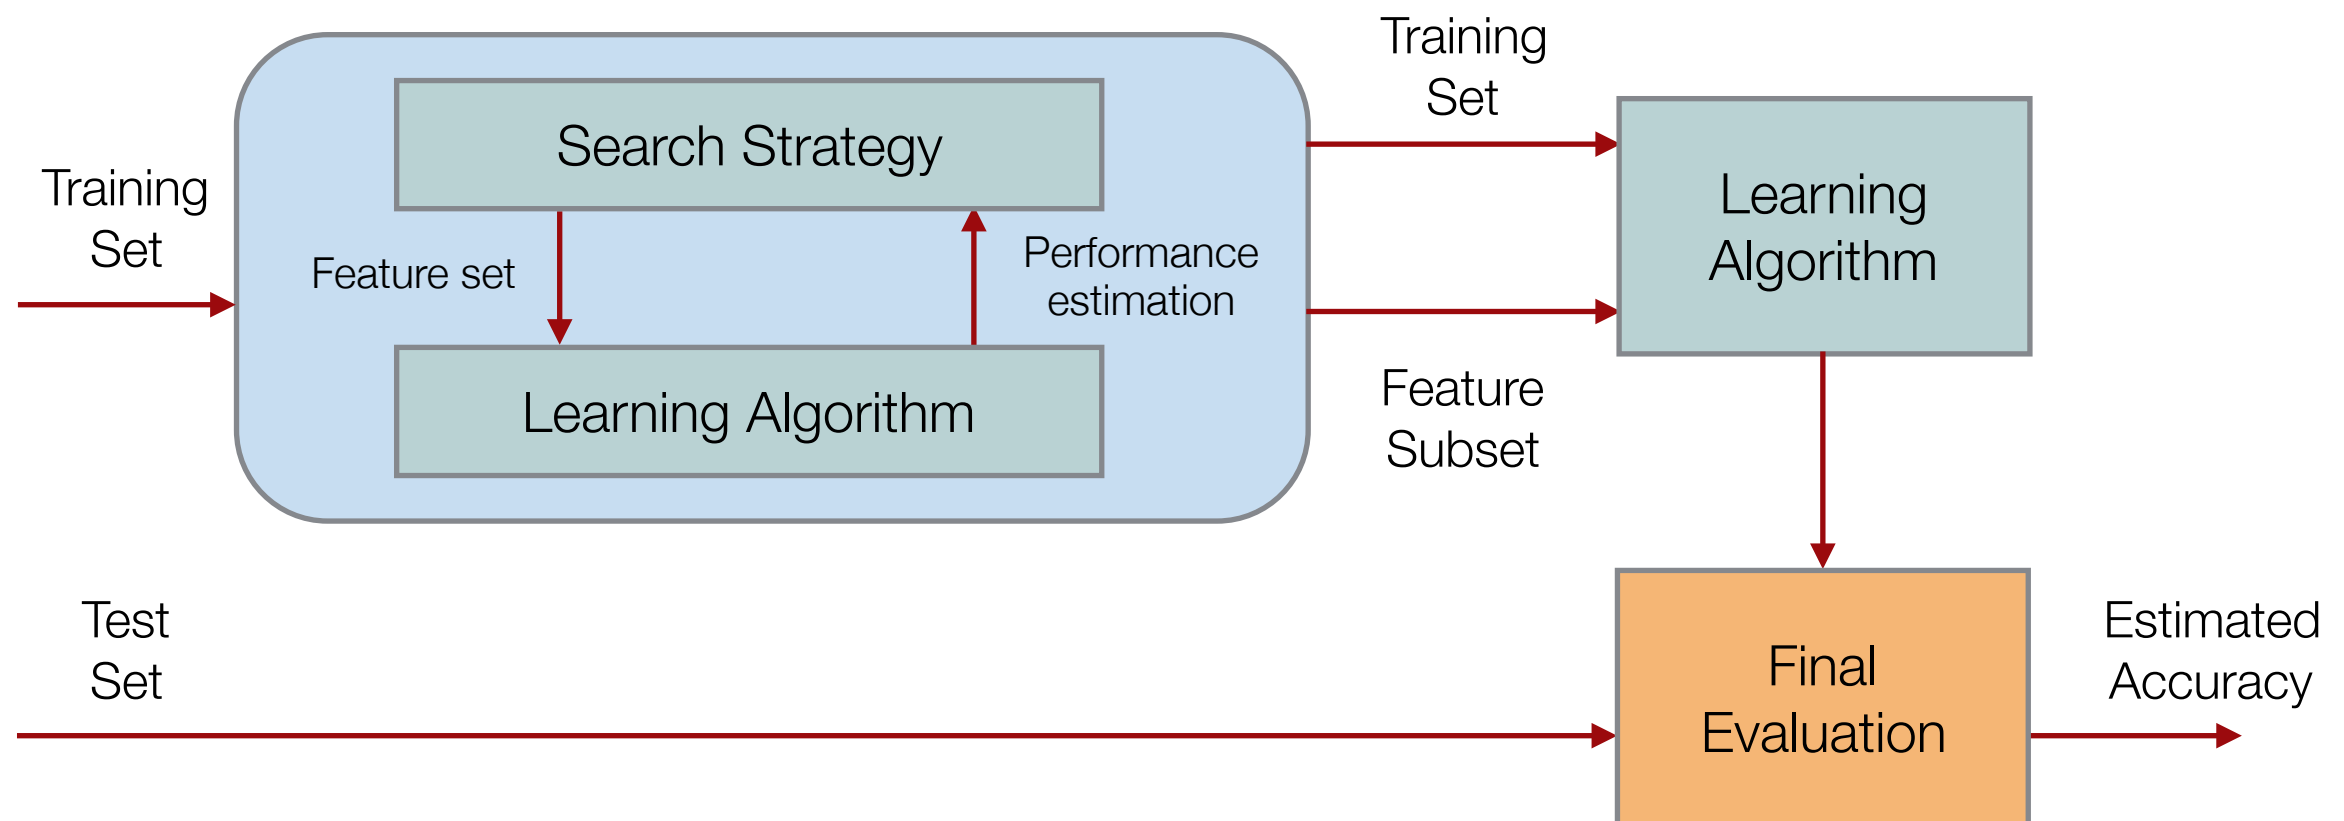 Training
Set
Search Strategy
Feature set
Performance
estimation
Learning Algorithm
Training
Set
Feature
Subset
Learning
Algorithm
Test
Set
Final
Evaluation
Estimated
Accuracy